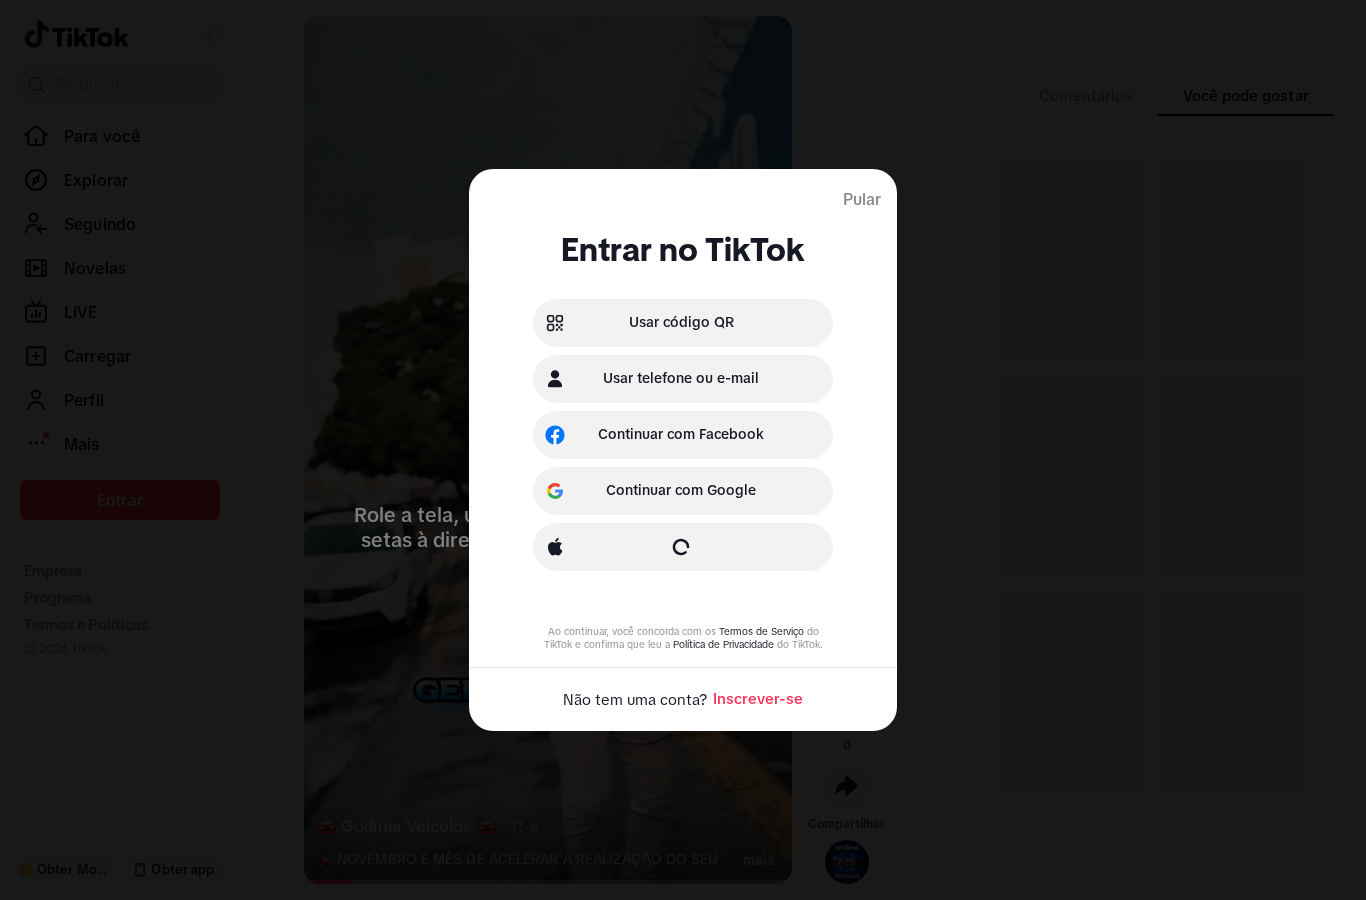 TikTok
Pesquisar
Para você
Explorar
Seguindo
Novelas
LIVE
Carregar
Perfil
Mais
Entrar
Empresa
Programa
Termos e Políticas
© 2026 TikTok
Obter Mo...
Obter app
Role a tela, u
setas à dire
Goiânia Veículos · 11-8
NOVEMBRO É MÊS DE ACELERAR A REALIZAÇÃO DO SEU mais
Pular
Entrar no TikTok
Usar código QR
Usar telefone ou e-mail
Continuar com Facebook
Continuar com Google
Ao continuar, você concorda com os Termos de Serviço do
TikTok e confirma que leu a Política de Privacidade do TikTok.
Não tem uma conta? Inscrever-se
Comentários
Você pode gostar
0
Compartilhar